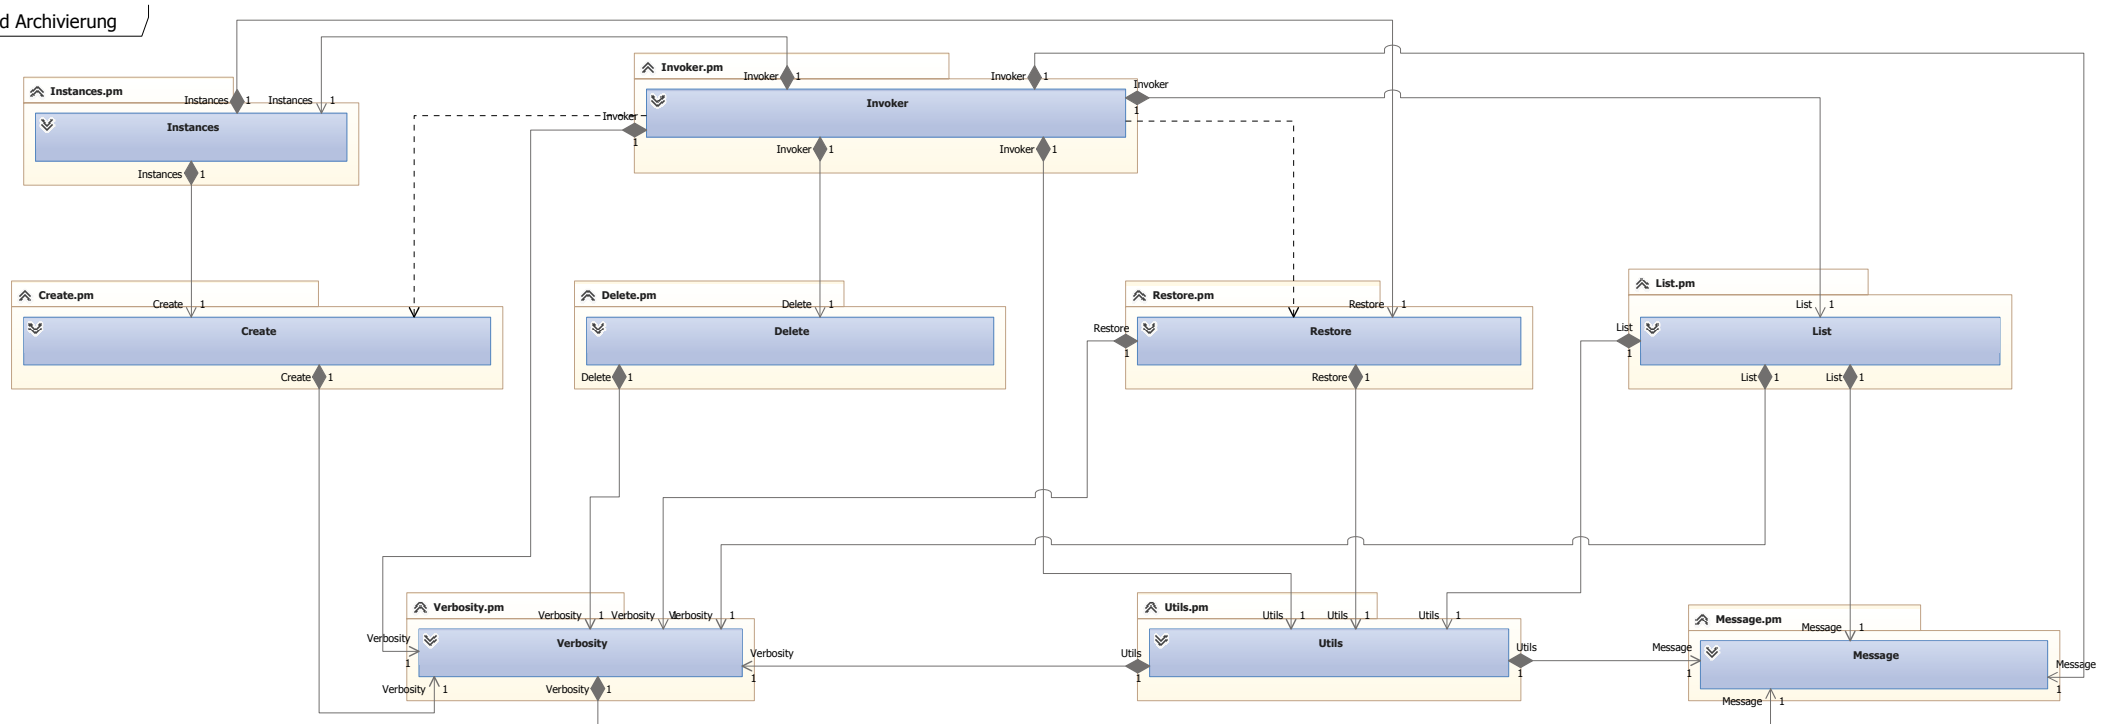 d Archivierung
Invoker.pm
Invoker 1
Invoker 1
Invoker
1
Instances.pm
Instances 1
Instances 1
Invoker
Instances
Invoker
1
Invoker 1
Invoker 1
Instances 1
Create.pm
Create 1
Create
Create 1
Delete.pm
Delete 1
Delete
Delete 1
Restore.pm
Restore 1
Restore
Restore
1
Restore 1
List.pm
List 1
List
List
1
List 1
List 1
Verbosity.pm
Verbosity 1
Verbosity 1
Verbosity 1
Verbosity
1
Verbosity
Verbosity
1
Verbosity 1
Verbosity 1
Utils.pm
Utils 1
Utils 1
Utils 1
Utils
Utils
1
Utils
1
Message.pm
Message 1
Message
1
Message
Message
1
Message 1